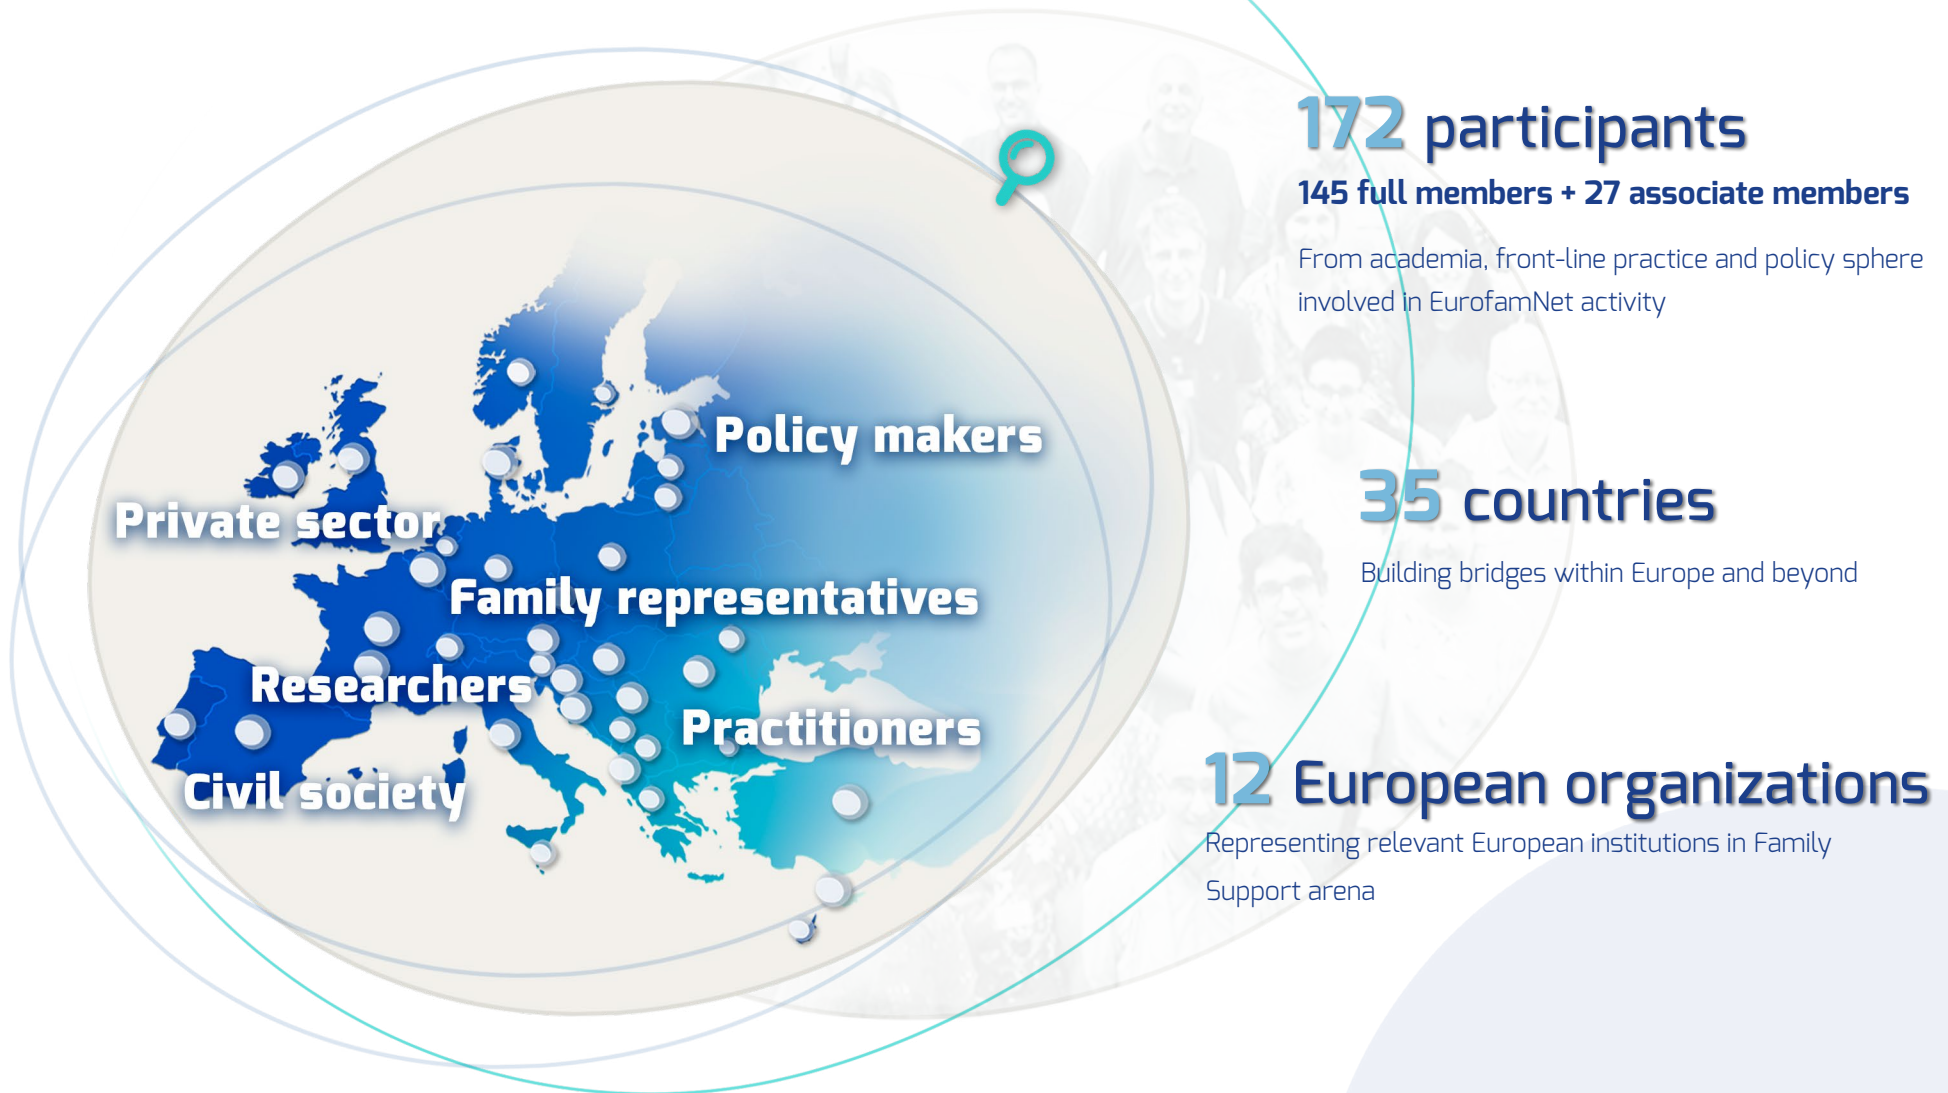 172 participants
145 full members + 27 associate members
From academia, front-line practice and policy sphere
involved in EurofamNet activity
Policy makers
Private sector
Family representatives
Researchers
Practitioners
Civil society
35 countries
Building bridges within Europe and beyond
12 European organizations
Representing relevant European institutions in Family
Support arena